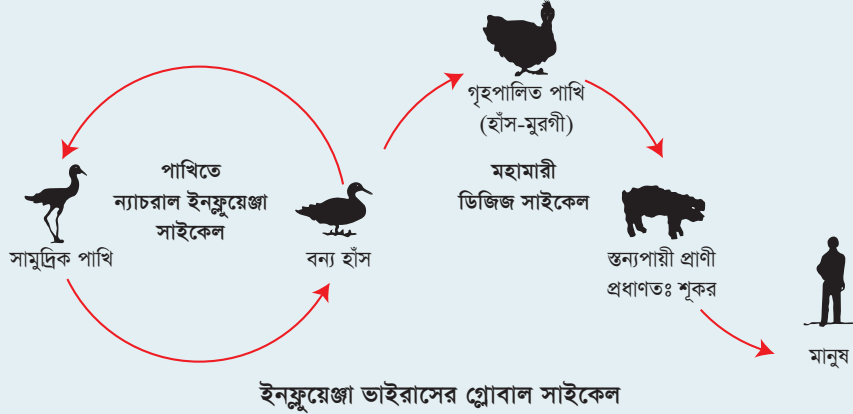 গৃহপালিত পাখি
(হাঁস-মুরগী)
পাখিতে
ন্যাচরাল ইনফ্লুয়েঞ্জা
সাইকেল
মহামারী
ডিজিজ সাইকেল
সামুদ্রিক পাখি
বন্য হাঁস
স্তন্যপায়ী প্রাণী
প্রধাণতঃ শূকর
মানুষ
ইনফ্লুয়েঞ্জা ভাইরাসের গ্লোবাল সাইকেল